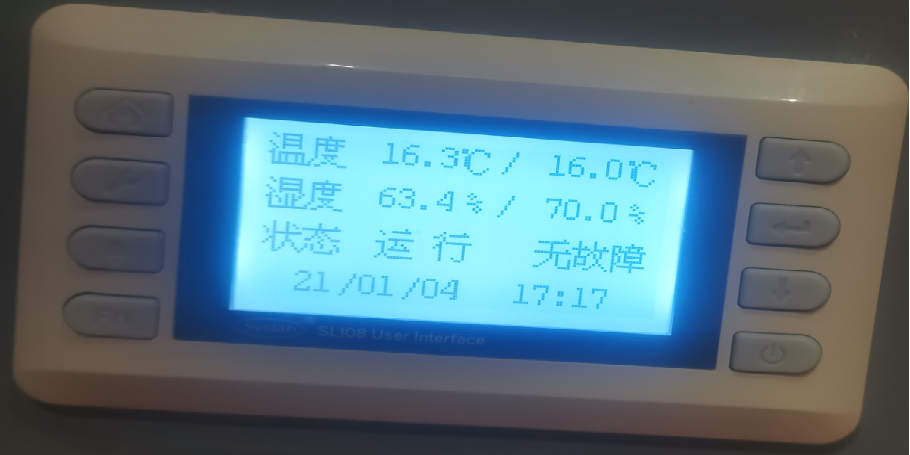 温度 16.3℃/ 16.0℃
湿度 63.4%/ 70.0%
状态 运行 无故障
21/01/04 17:17
SL108 User Interface
Fn